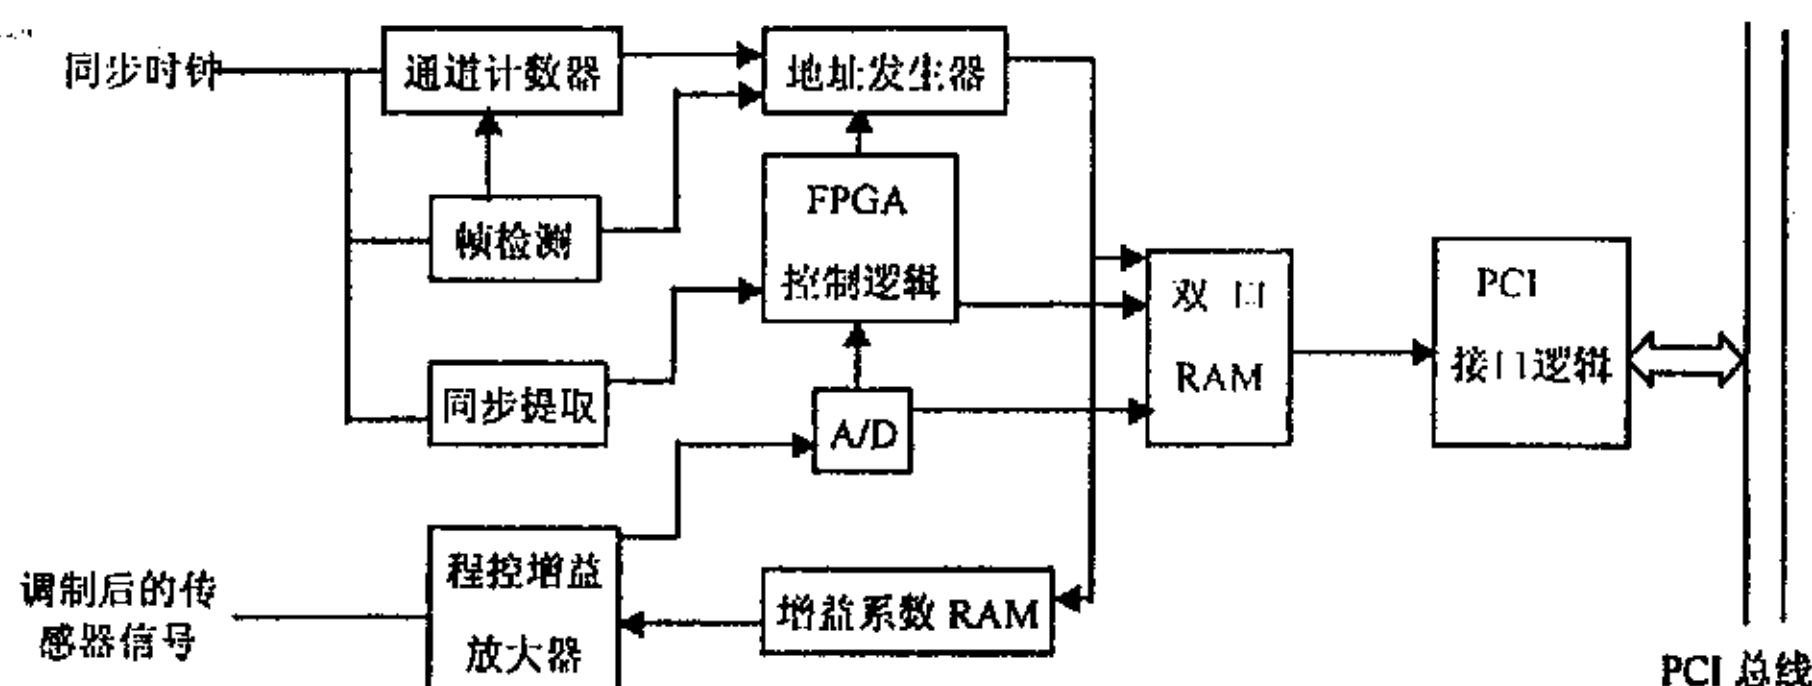 同步时钟
通道计数器
地址发生器
帧检测
FPGA
控制逻辑
同步提取
A/D
双口
RAM
PCI
接口逻辑
程控增益
放大器
增益系数 RAM
调制后的传
感器信号
PCI 总线